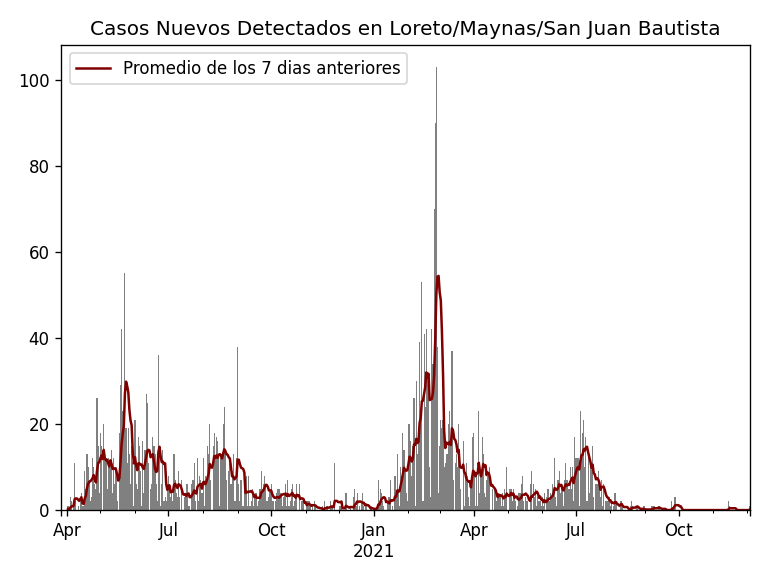 Casos Nuevos Detectados en Loreto/Maynas/San Juan Bautista
Promedio de los 7 dias anteriores
100
80
60
40
20
0
Apr Jul Oct Jan Apr Jul Oct
2021